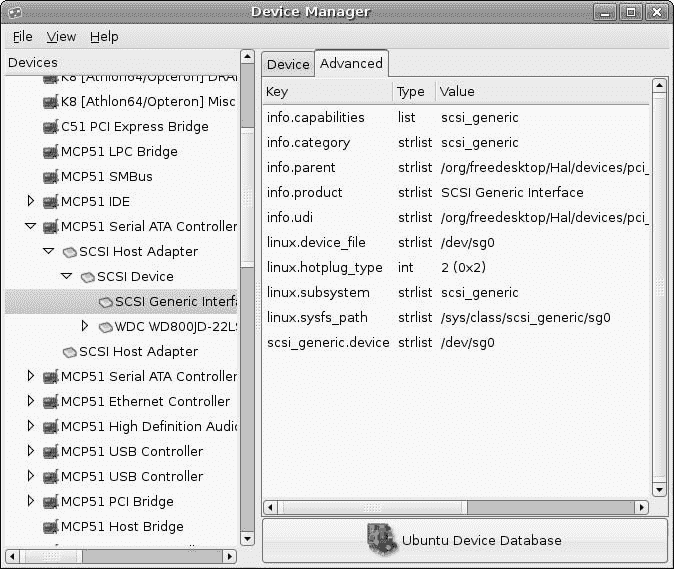 Device Manager
File View Help
Devices
K8 [Athlon64/Opteron] DRA
K8 [Athlon64/Opteron] Misc
C51 PCI Express Bridge
MCP51 LPC Bridge
MCP51 SMBus
MCP51 IDE
MCP51 Serial ATA Controller
SCSI Host Adapter
SCSI Device
SCSI Generic Interfa
WDC WD800JD-22LS
SCSI Host Adapter
MCP51 Serial ATA Controller
MCP51 Ethernet Controller
MCP51 High Definition Audio
MCP51 USB Controller
MCP51 USB Controller
MCP51 PCI Bridge
MCP51 Host Bridge
Device Advanced
Key Type Value
info.capabilities list scsi_generic
info.category strlist scsi_generic
info.parent strlist /org/freedesktop/Hal/devices/pci_
info.product strlist SCSI Generic Interface
info.udi strlist /org/freedesktop/Hal/devices/pci_
linux.device_file strlist /dev/sg0
linux.hotplug_type int 2 (0x2)
linux.subsystem strlist scsi_generic
linux.sysfs_path strlist /sys/class/scsi_generic/sg0
scsi_generic.device strlist /dev/sg0
Ubuntu Device Database